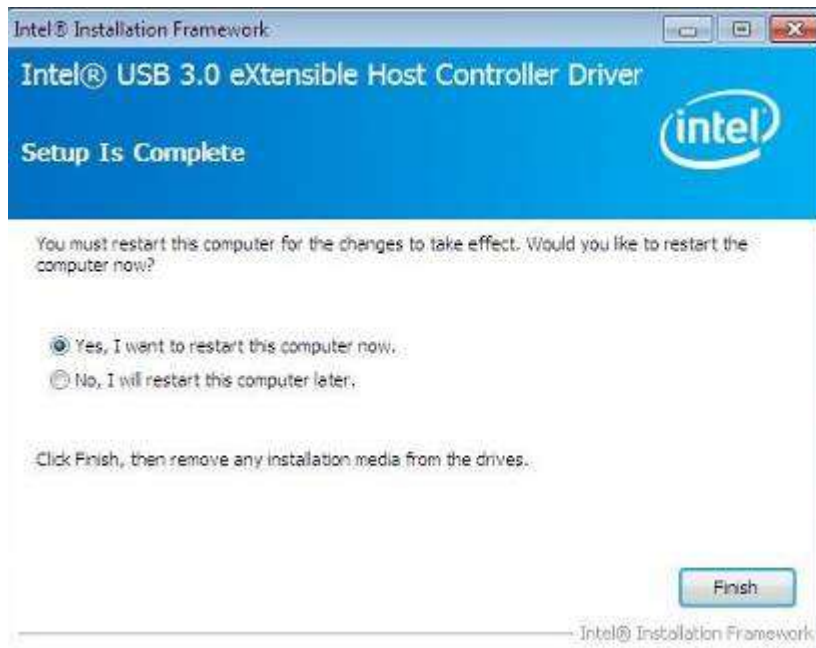 Intel® Installation Framework
Intel® USB 3.0 eXtensible Host Controller Driver
intel
Setup Is Complete
You must restart this computer for the changes to take effect. Would you like to restart the
computer now?
Yes, I want to restart this computer now.
No, I will restart this computer later.
Click Finish, then remove any installation media from the drives.
Finish
Intel® Installation Framework